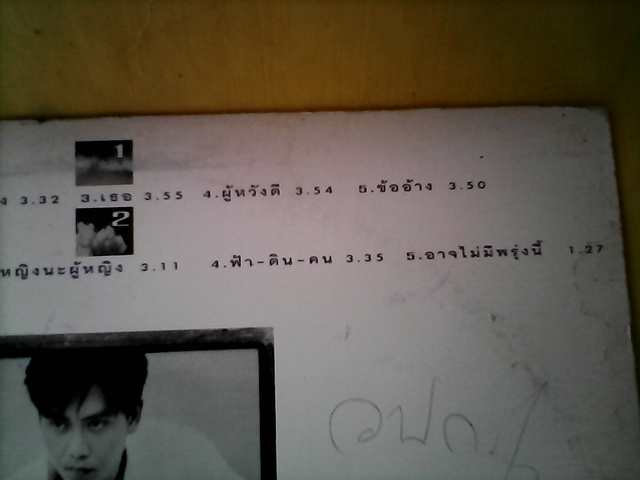 1
ง 3.32 3.เธอ 3.55 4.ผู้หวังดี 3.54 5.ข้ออ้าง 3.50
2
หญิงนะผู้หญิง 3.11 4.ฟ้า-ดิน-คน 3.35 5.อาจไม่มีพรุ่งนี้ 1.27